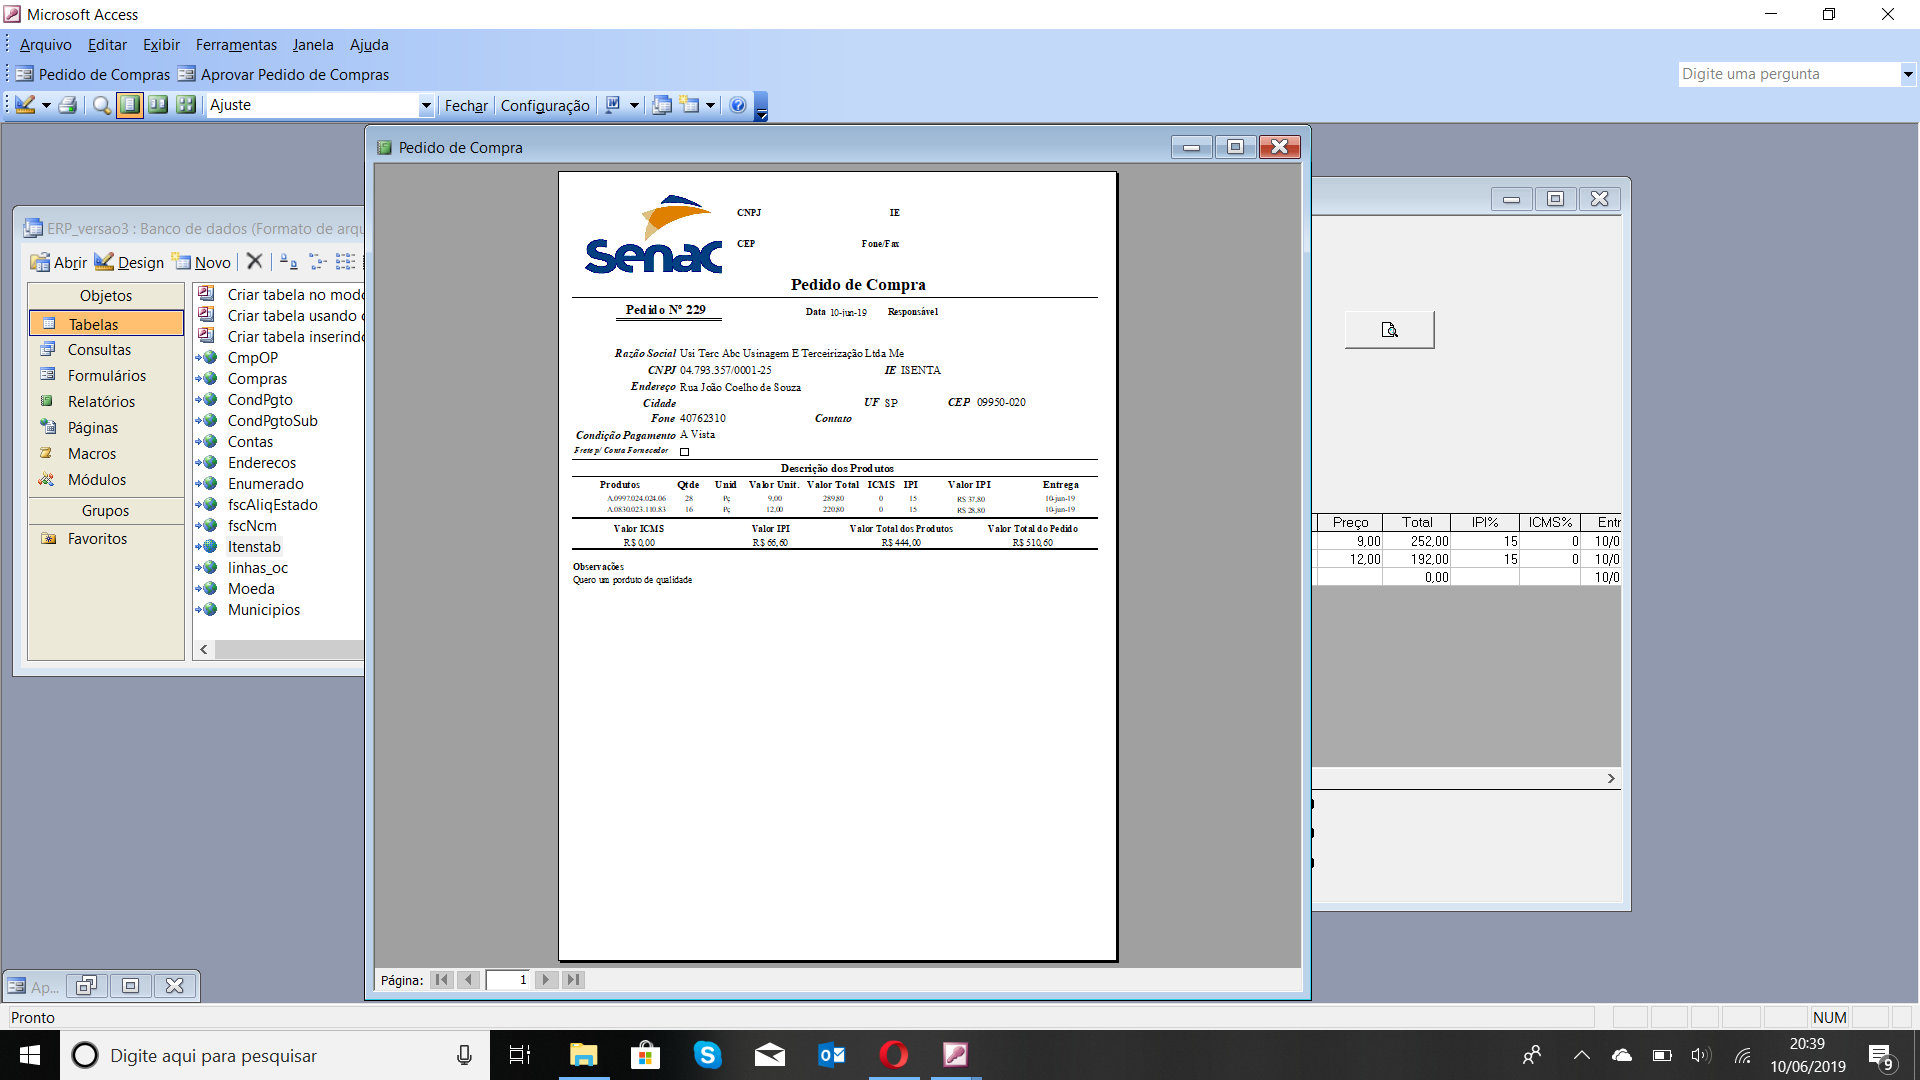 Microsoft Access
Arquivo Editar Exibir Ferramentas Janela Ajuda
Pedido de Compras Aprovar Pedido de Compras
Digite uma pergunta
Ajuste Fechar Configuração
Pedido de Compra
ERP_versao3 : Banco de dados (Formato de arqu
Abrir Design Novo
Objetos
Tabelas
Consultas
Formulários
Relatórios
Páginas
Macros
Módulos
Grupos
Favoritos
Criar tabela no modo
Criar tabela usando
Criar tabela inserindo
CmpOP
Compras
CondPgto
CondPgtoSub
Contas
Enderecos
Enumerado
fscAliqEstado
fscNcm
Itenstab
linhas_oc
Moeda
Municipios
senac
CNPJ IE
CEP Fone/Fax
Pedido de Compra
Pedido Nº 229 Data 10-jun-19 Responsável
Razão Social Usi Terc Abc Usinagem E Terceirização Ltda Me
CNPJ 04.793.357/0001-25 IE ISENTA
Endereço Rua João Coelho de Souza
Cidade UF SP CEP 09950-020
Fone 40762310 Contato
Condição Pagamento A Vista
Frete p/ Conta Fornecedor
Descrição dos Produtos
Produtos Qtde Unid Valor Unit. Valor Total ICMS IPI Valor IPI Entrega
A.0997.024.024.06 28 Pç 9,00 289,80 0 15 R$ 37,80 10-jun-19
A.0830.023.110.83 16 Pç 12,00 220,80 0 15 R$ 28,80 10-jun-19
Valor ICMS Valor IPI Valor Total dos Produtos Valor Total do Pedido
R$ 0,00 R$ 66,60 R$ 444,00 R$ 510,60
Observações
Quero um porduto de qualidade
Preço Total IPI% ICMS% Entr
9,00 252,00 15 0 10/0
12,00 192,00 15 0 10/0
0,00 10/0
Página: 1
Ap...
Pronto
NUM
Digite aqui para pesquisar
20:39
10/06/2019
9